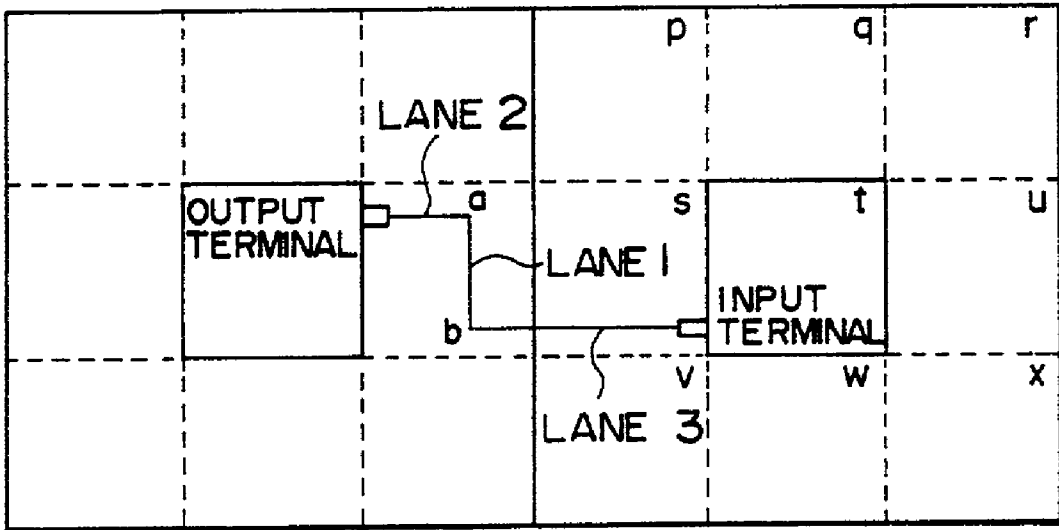 p
q
r
LANE 2
OUTPUT
TERMINAL
a
s
t
u
LANE 1
INPUT
TERMINAL
b
v
w
x
LANE 3